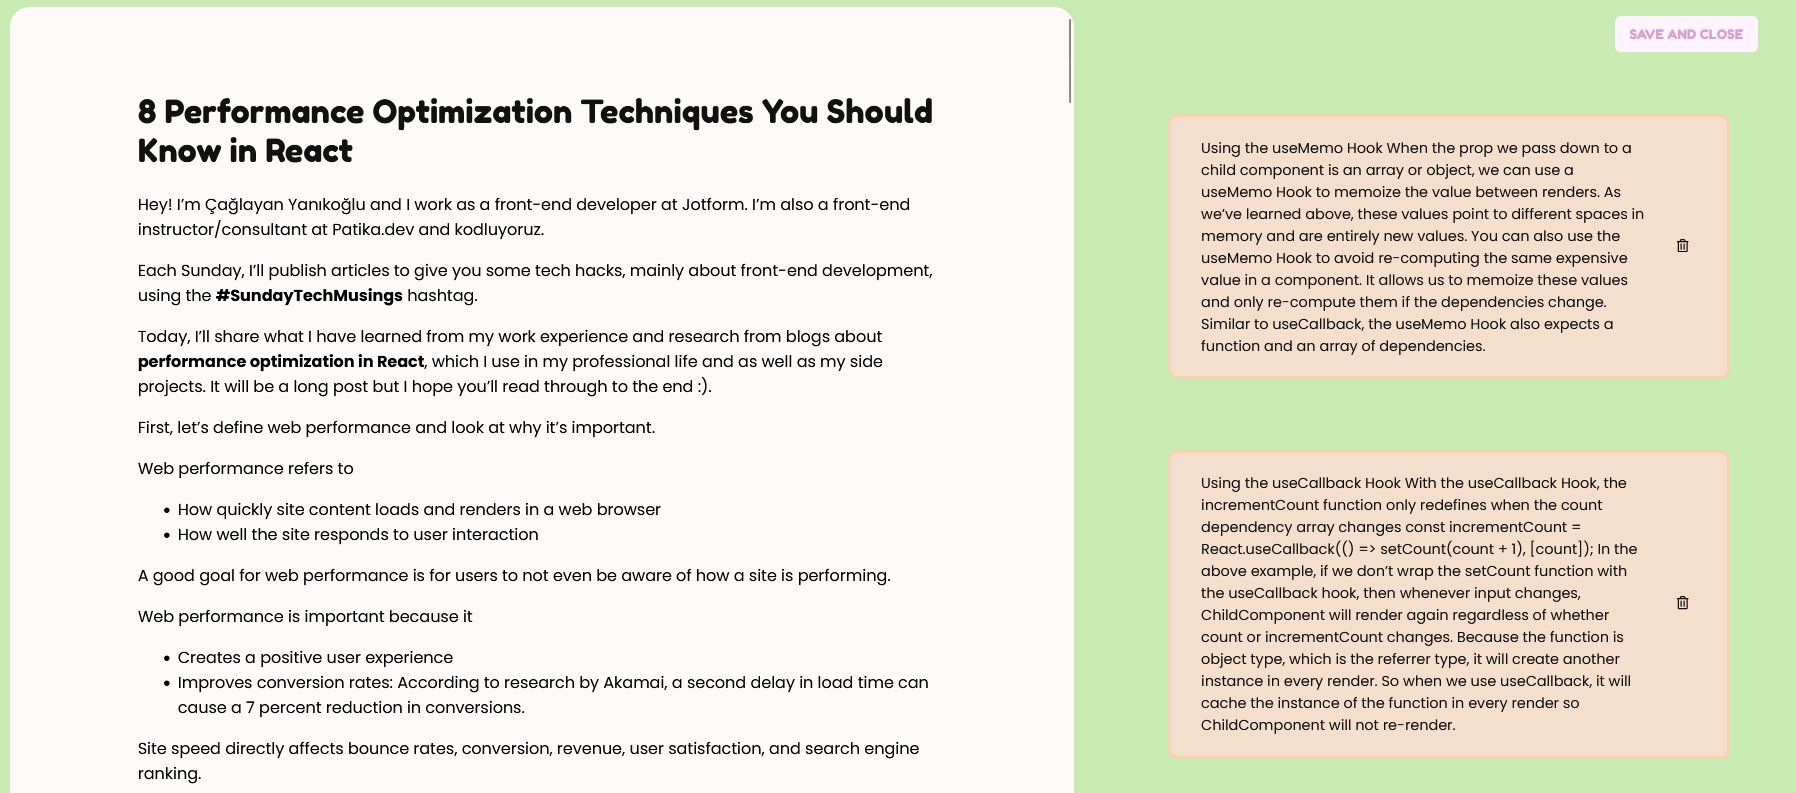 8 Performance Optimization Techniques You Should
Know in React
Hey! I’m Çağlayan Yanıkoğlu and I work as a front-end developer at Jotform. I’m also a front-end
instructor/consultant at Patika.dev and kodluyoruz.
Each Sunday, I’ll publish articles to give you some tech hacks, mainly about front-end development,
using the #SundayTechMusings hashtag.
Today, I’ll share what I have learned from my work experience and research from blogs about
performance optimization in React, which I use in my professional life and as well as my side
projects. It will be a long post but I hope you’ll read through to the end :).
First, let’s define web performance and look at why it’s important.
Web performance refers to
• How quickly site content loads and renders in a web browser
• How well the site responds to user interaction
A good goal for web performance is for users to not even be aware of how a site is performing.
Web performance is important because it
• Creates a positive user experience
• Improves conversion rates: According to research by Akamai, a second delay in load time can
cause a 7 percent reduction in conversions.
Site speed directly affects bounce rates, conversion, revenue, user satisfaction, and search engine
ranking.
SAVE AND CLOSE
Using the useMemo Hook When the prop we pass down to a
child component is an array or object, we can use a
useMemo Hook to memoize the value between renders. As
we’ve learned above, these values point to different spaces in
memory and are entirely new values. You can also use the
useMemo Hook to avoid re-computing the same expensive
value in a component. It allows us to memoize these values
and only re-compute them if the dependencies change.
Similar to useCallback, the useMemo Hook also expects a
function and an array of dependencies.
Using the useCallback Hook With the useCallback Hook, the
incrementCount function only redefines when the count
dependency array changes const incrementCount =
React.useCallback(() => setCount(count + 1), [count]); In the
above example, if we don’t wrap the setCount function with
the useCallback hook, then whenever input changes,
ChildComponent will render again regardless of whether
count or incrementCount changes. Because the function is
object type, which is the referrer type, it will create another
instance in every render. So when we use useCallback, it will
cache the instance of the function in every render so
ChildComponent will not re-render.